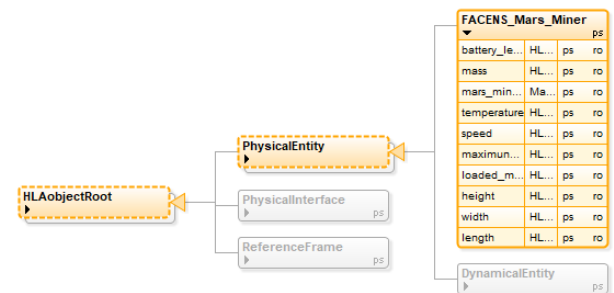 FACENS_Mars_Miner
ps
battery_le... HL... ps ro
mass HL... ps ro
mars_min... Ma... ps ro
temperature HL... ps ro
speed HL... ps ro
maximun... HL... ps ro
loaded_m... HL... ps ro
height HL... ps ro
width HL... ps ro
length HL... ps ro
PhysicalEntity
HLAobjectRoot
PhysicalInterface
ps
ReferenceFrame
ps
DynamicalEntity
ps